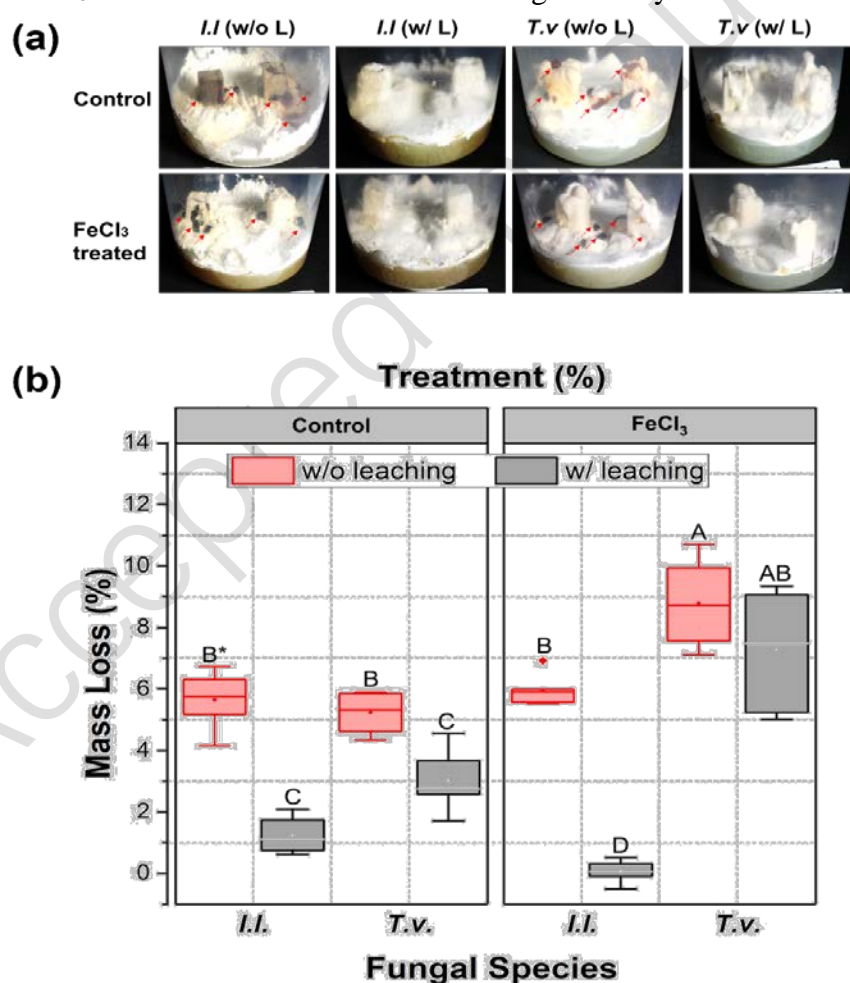 (a)
I.l (w/o L) I.l (w/ L) T.v (w/o L) T.v (w/ L)
Control
FeCl₃
treated
(b)
Treatment (%)
Control FeCl₃
w/o leaching w/ leaching
14
12
10
8
6
4
2
0
Mass Loss (%)
B*
C
B
C
B
D
A
AB
I.l. T.v. I.l. T.v.
Fungal Species
Accepted